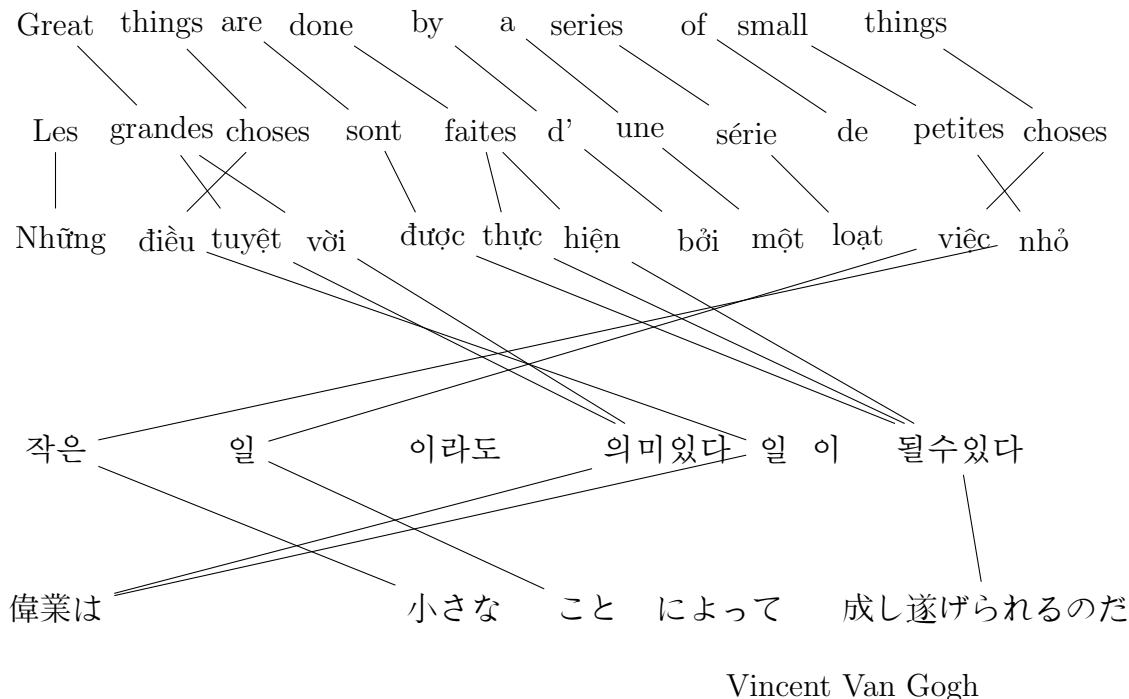 Great things are done by a series of small things
Les grandes choses sont faites d' une série de petites choses
Những điều tuyệt vời được thực hiện bởi một loạt việc nhỏ
작은 일 이라도 의미있다 일 이 될수있다
偉業は 小さな こと によって 成し遂げられるのだ
Vincent Van Gogh